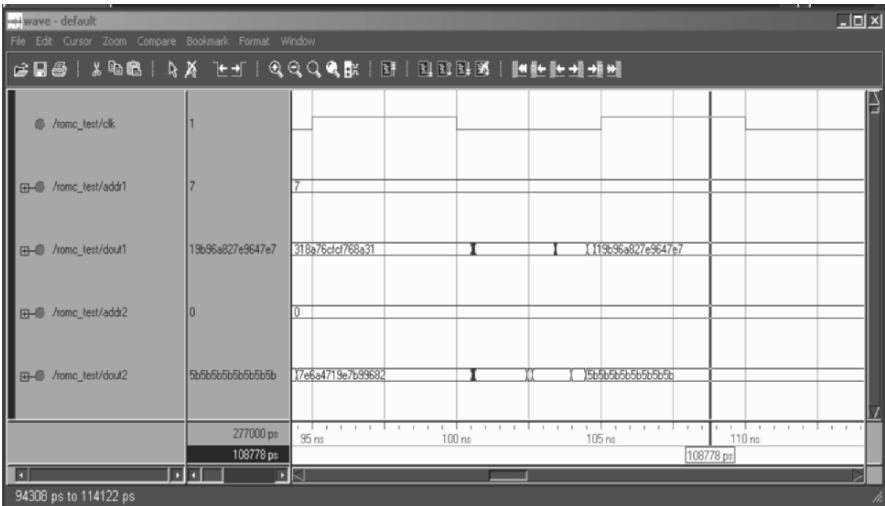 wave - default
File Edit Cursor Zoom Compare Bookmark Format Window
/romc_test/clk 1
/romc_test/addr1 7 7
/romc_test/dout1 19b96a827e9647e7 318a76cfcf768a31 19b96a827e9647e7
/romc_test/addr2 0 0
/romc_test/dout2 5b5b5b5b5b5b5b5b 7e6a4719e7b99682 5b5b5b5b5b5b5b5b
277000 ps 95 ns 100 ns 105 ns 110 ns
108778 ps 108778 ps
94308 ps to 114122 ps